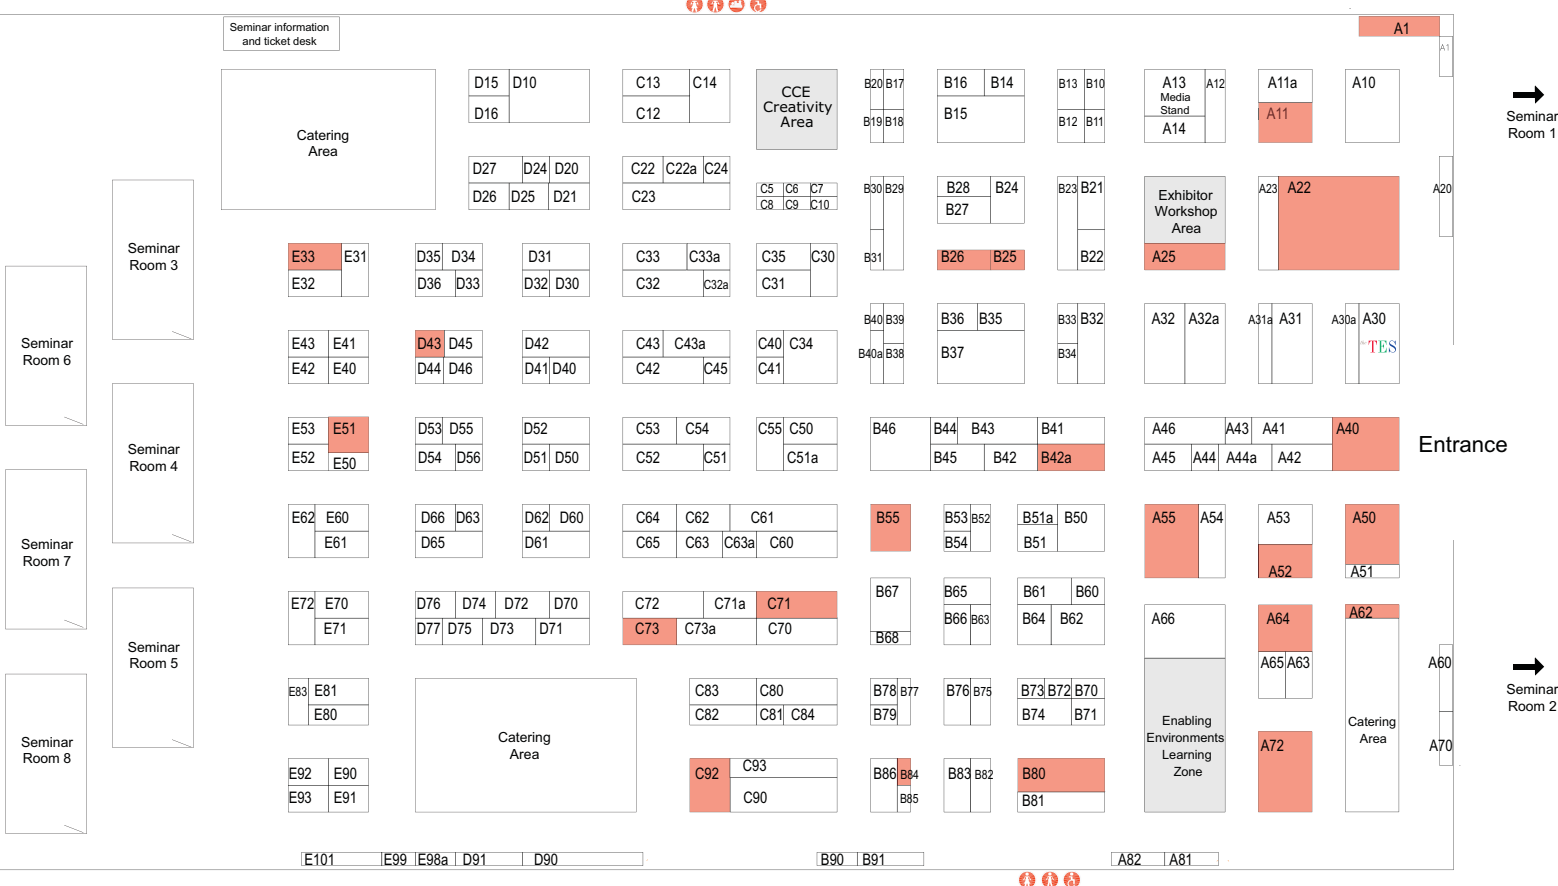 Seminar information
and ticket desk
A1
A1
D15 D10
D16
C13 C14
C12
CCE
Creativity
Area
B20 B17
B19 B18
B16 B14
B15
B13 B10
B12 B11
A13 A12
Media
Stand
A14
A11a
A11
A10
Seminar
Room 1
Catering
Area
D27 D24 D20
D26 D25 D21
C22 C22a C24
C23
C5 C6 C7
C8 C9 C10
B30 B29
B31
B28 B24
B27
B26 B25
B23 B21
B22
Exhibitor
Workshop
Area
A25
A23 A22
A20
Seminar
Room 3
E33 E31
E32
D35 D34
D36 D33
D31
D32 D30
C33 C33a
C32 C32a
C35 C30
C31
Seminar
Room 6
E43 E41
E42 E40
D43 D45
D44 D46
D42
D41 D40
C43 C43a
C42 C45
C40 C34
C41
B40 B39
B40a B38
B36 B35
B37
B33 B32
B34
A32 A32a
A31a A31
A30a A30
the TES
Seminar
Room 4
E53 E51
E52 E50
D53 D55
D54 D56
D52
D51 D50
C53 C54
C52 C51
C55 C50
C51a
B46 B44 B43 B41
B45 B42 B42a
A46 A43 A41 A40
A45 A44 A44a A42
Entrance
Seminar
Room 7
E62 E60
E61
D66 D63
D65
D62 D60
D61
C64 C62 C61
C65 C63 C63a C60
B55
B53 B52
B54
B51a B50
B51
A55 A54
A53
A52
A50
A51
Seminar
Room 5
E72 E70
E71
D76 D74 D72 D70
D77 D75 D73 D71
C72 C71a C71
C73 C73a C70
B67
B68
B65
B66 B63
B61 B60
B64 B62
A66
A64
A65 A63
A62
A60
Seminar
Room 2
Seminar
Room 8
E83 E81
E80
Catering
Area
C83 C80
C82 C81 C84
B78 B77
B79
B76 B75
B73 B72 B70
B74 B71
Enabling
Environments
Learning
Zone
Catering
Area
A72
A70
E92 E90
E93 E91
C92 C93
C90
B86 B84
B85
B83 B82
B80
B81
E101 E99 E98a D91 D90
B90 B91
A82 A81